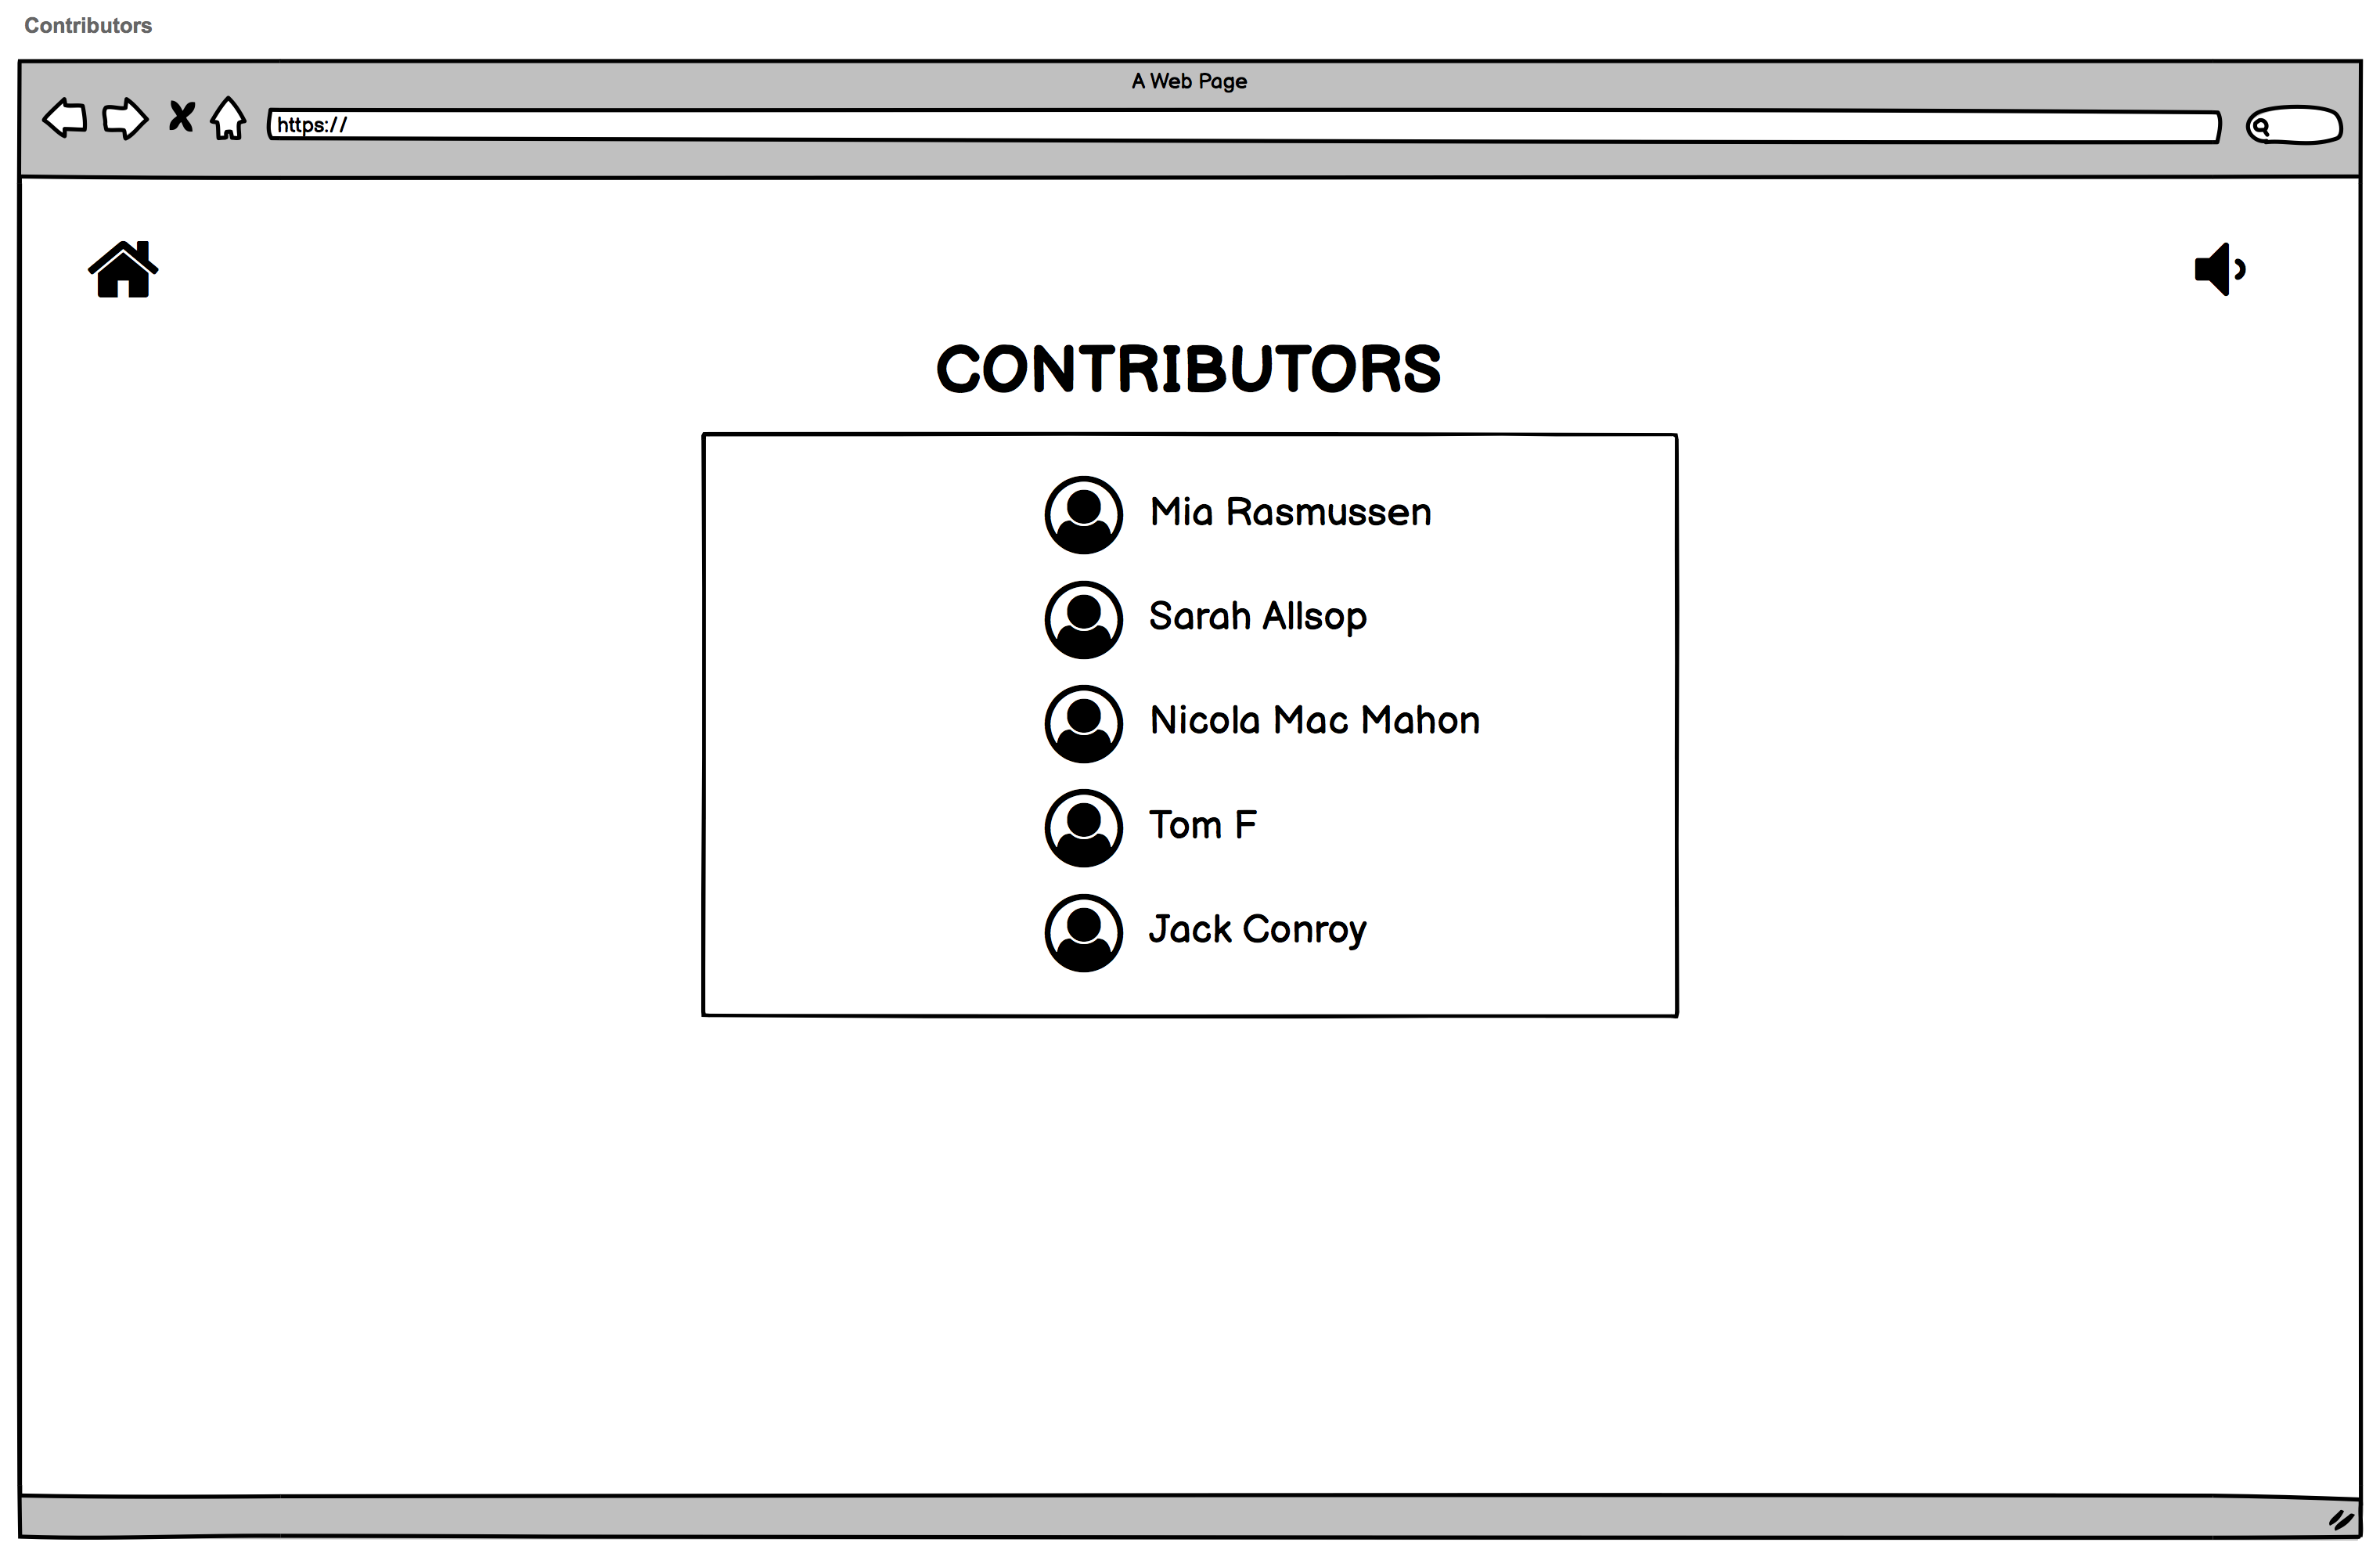 Contributors
A Web Page
https://
CONTRIBUTORS
Mia Rasmussen
Sarah Allsop
Nicola Mac Mahon
Tom F
Jack Conroy